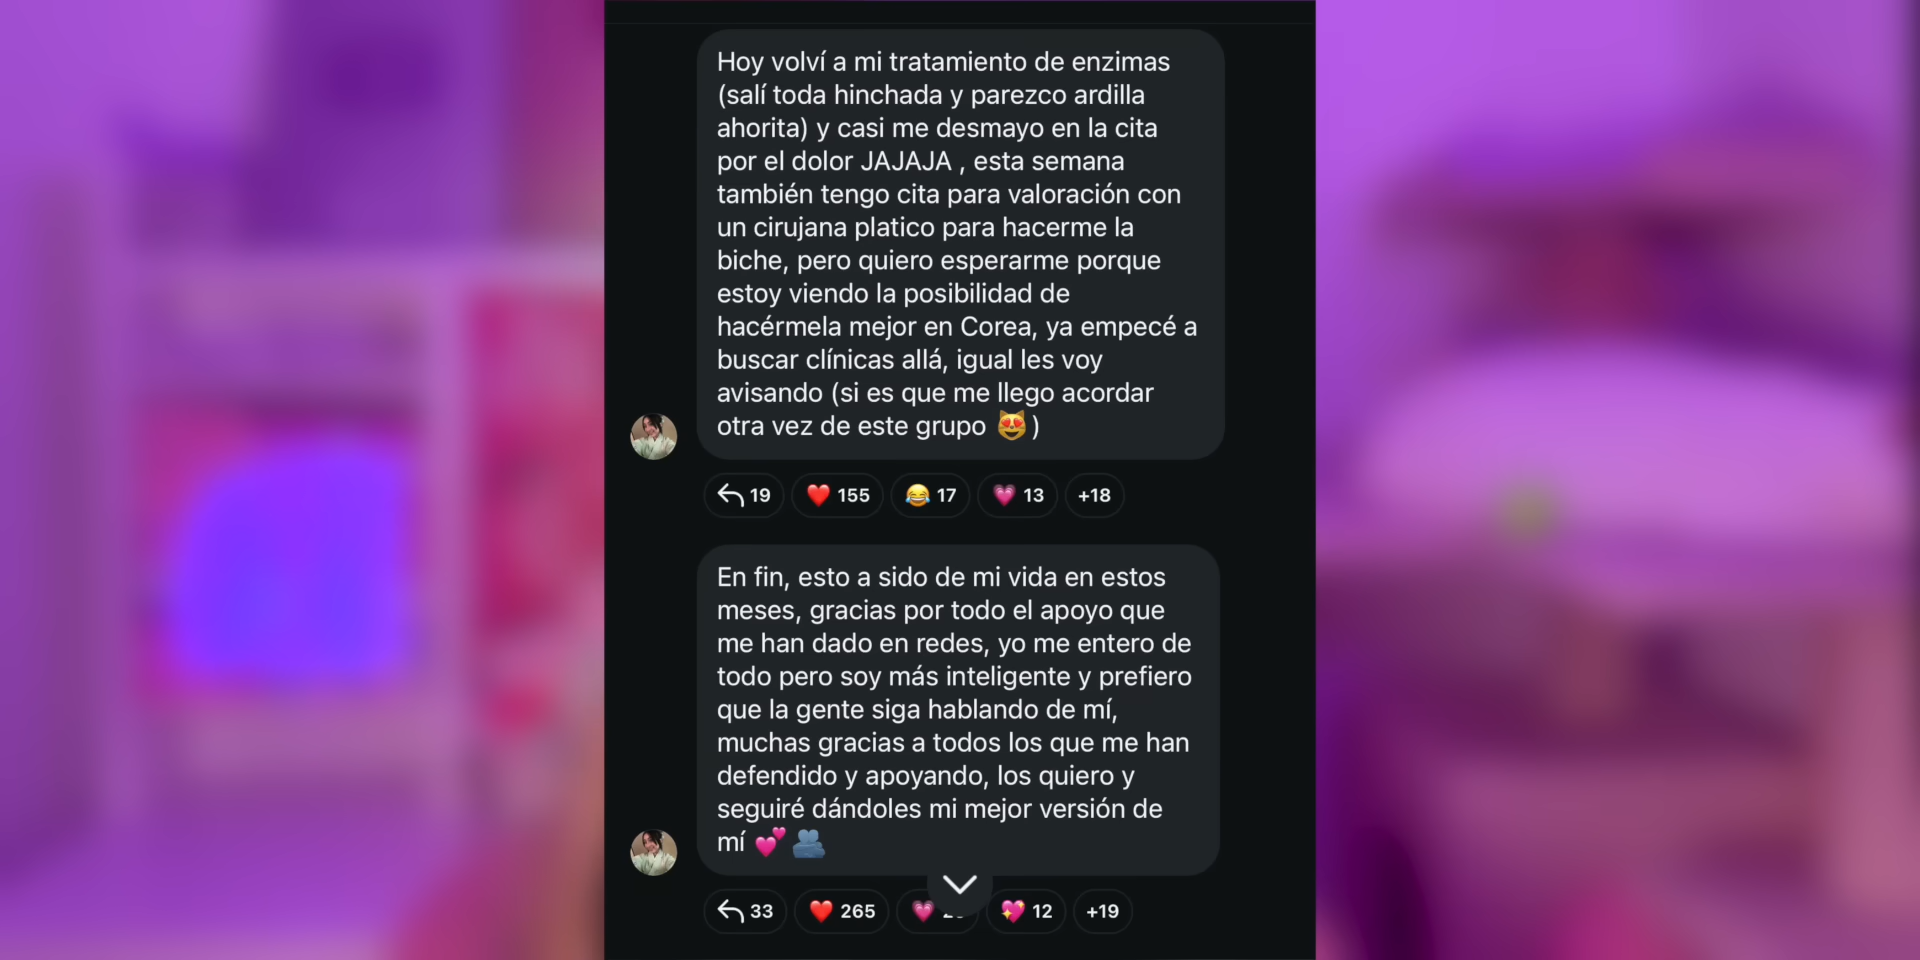 Hoy volví a mi tratamiento de enzimas
(salí toda hinchada y parezco ardilla
ahorita) y casi me desmayo en la cita
por el dolor JAJAJA , esta semana
también tengo cita para valoración con
un cirujana platico para hacerme la
biche, pero quiero esperarme porque
estoy viendo la posibilidad de
hacérmela mejor en Corea, ya empecé a
buscar clínicas allá, igual les voy
avisando (si es que me llego acordar
otra vez de este grupo 😻 )
19 ❤️ 155 😂 17 💗 13 +18
En fin, esto a sido de mi vida en estos
meses, gracias por todo el apoyo que
me han dado en redes, yo me entero de
todo pero soy más inteligente y prefiero
que la gente siga hablando de mí,
muchas gracias a todos los que me han
defendido y apoyando, los quiero y
seguiré dándoles mi mejor versión de
mí 💕 🫂
33 ❤️ 265 💗 💖 12 +19